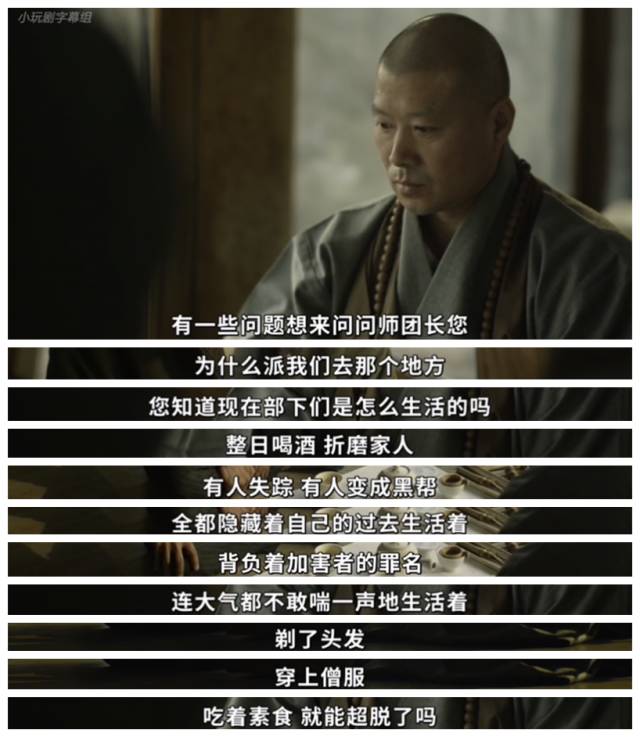 小玩剧字幕组
有一些问题想来问问师团长您
为什么派我们去那个地方
您知道现在部下们是怎么生活的吗
整日喝酒 折磨家人
有人失踪 有人变成黑帮
全都隐藏着自己的过去生活着
背负着加害者的罪名
连大气都不敢喘一声地生活着
剃了头发
穿上僧服
吃着素食 就能超脱了吗